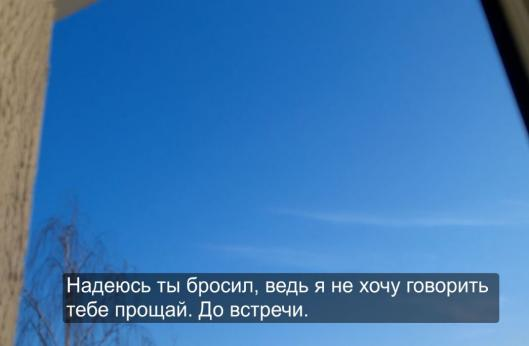 Надеюсь ты бросил, ведь я не хочу говорить
тебе прощай. До встречи.